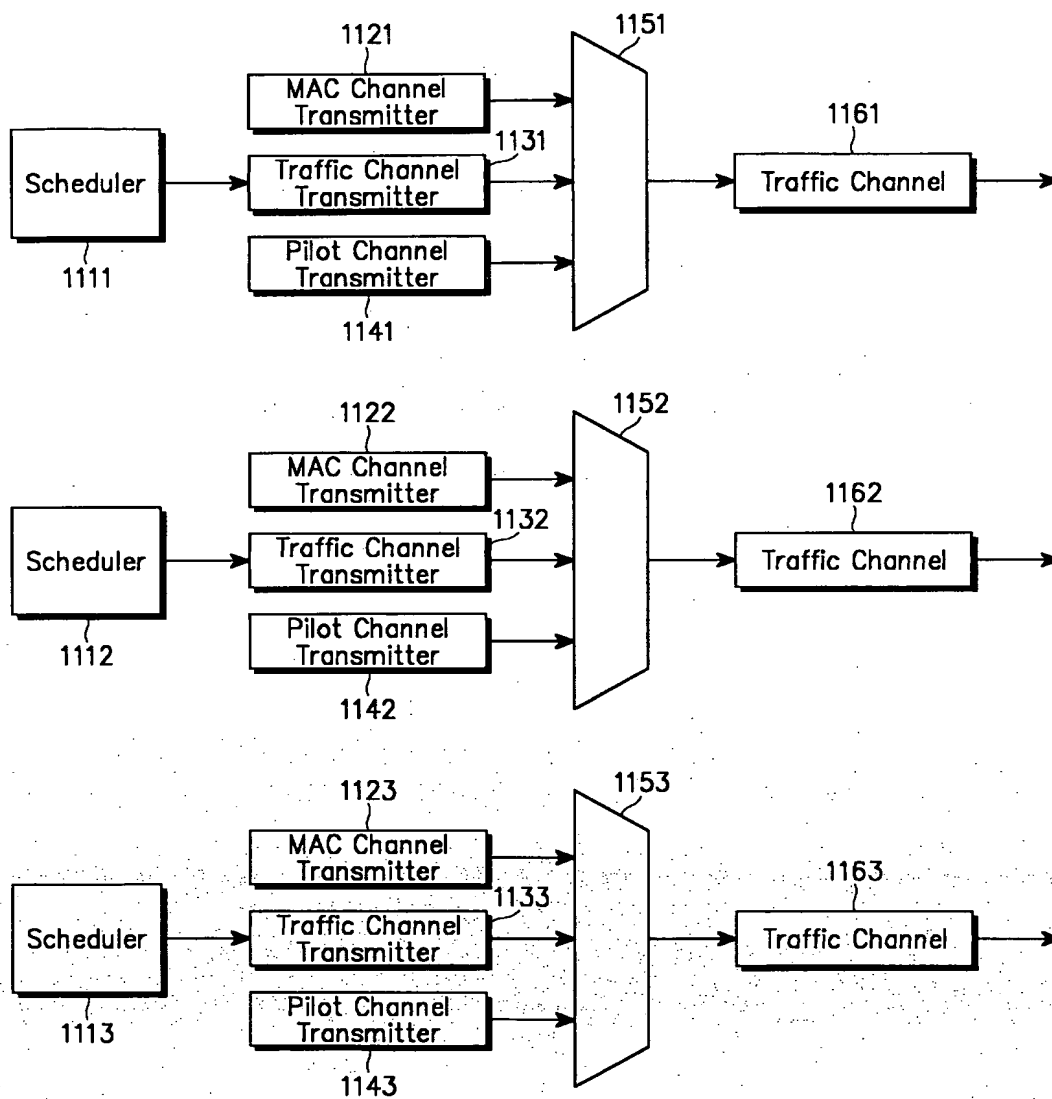 1121
1151
MAC Channel
Transmitter
1131
1161
Scheduler
Traffic Channel
Transmitter
Traffic Channel
1111
Pilot Channel
Transmitter
1141
1122
1152
MAC Channel
Transmitter
1132
1162
Scheduler
Traffic Channel
Transmitter
Traffic Channel
1112
Pilot Channel
Transmitter
1142
1123
1153
MAC Channel
Transmitter
1133
1163
Scheduler
Traffic Channel
Transmitter
Traffic Channel
1113
Pilot Channel
Transmitter
1143